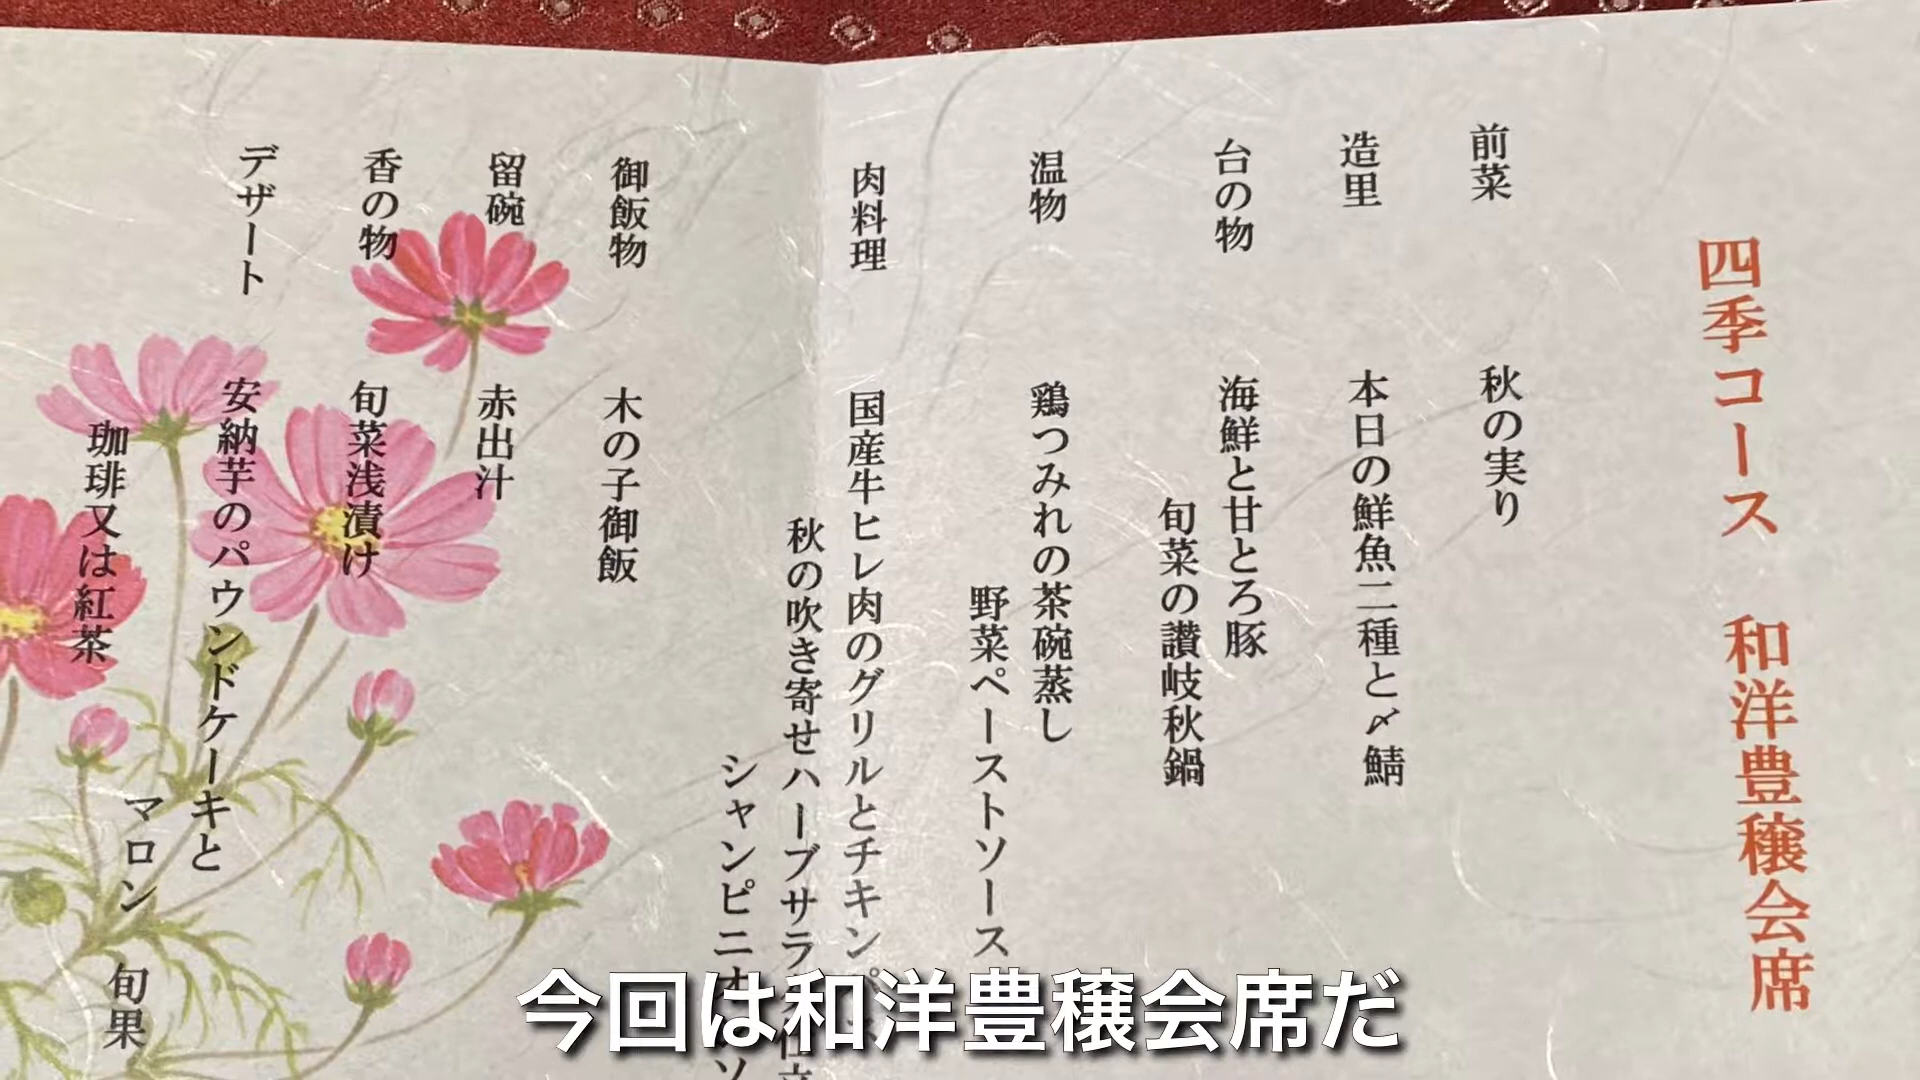 四季コース 和洋豊穣会席
前菜 秋の実り
造里 本日の鮮魚二種と〆鯖
台の物 海鮮と甘とろ豚
旬菜の讃岐秋鍋
温物 鶏つみれの茶碗蒸し
野菜ペーストソース
肉料理 国産牛ヒレ肉のグリルとチキン
秋の吹き寄せハーブサラ
シャンピニオ
御飯物 木の子御飯
留碗 赤出汁
香の物 旬菜浅漬け
デザート 安納芋のパウンドケーキと
マロン 旬果
珈琲又は紅茶
今回は和洋豊穣会席だ